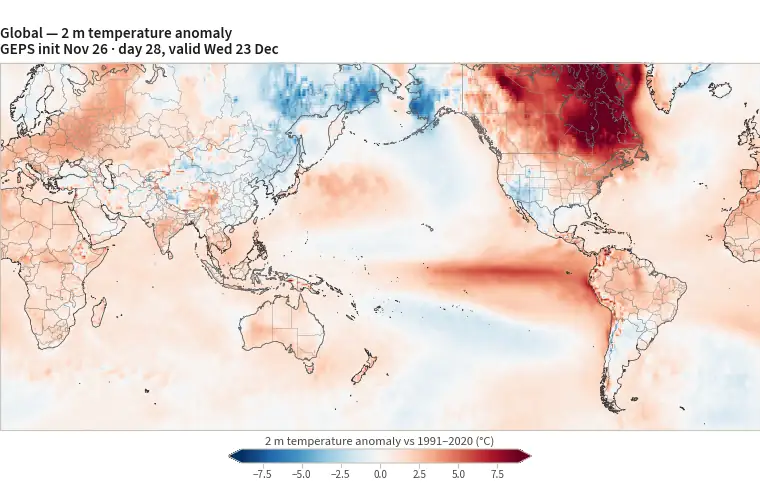 Global — 2 m temperature anomaly
GEPS init Nov 26 · day 28, valid Wed 23 Dec
2 m temperature anomaly vs 1991–2020 (°C)
−7.5 −5.0 −2.5 0.0 2.5 5.0 7.5